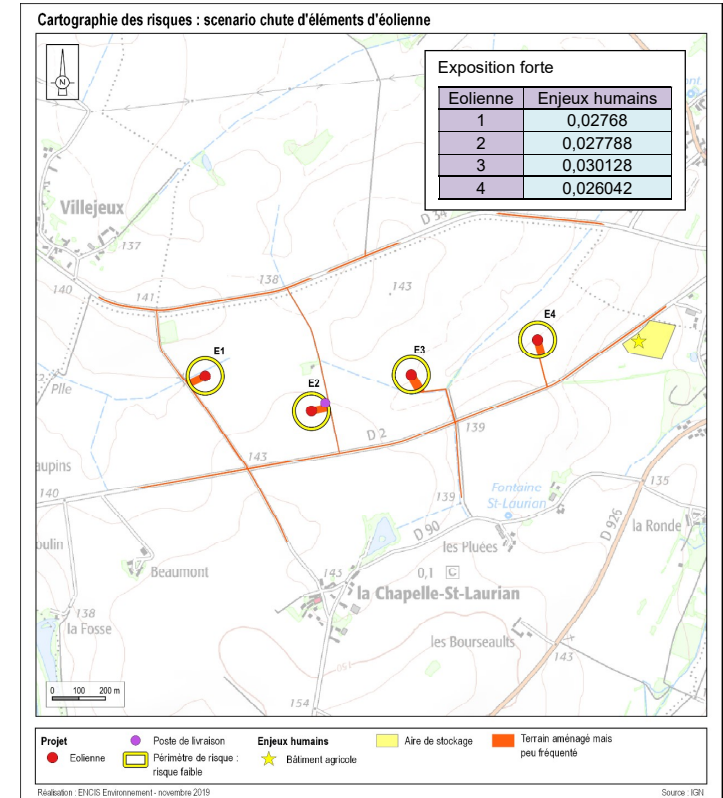 Cartographie des risques : scenario chute d'éléments d'éolienne
N
Exposition forte
Eolienne Enjeux humains
1 0,02768
2 0,027788
3 0,030128
4 0,026042
Villejeux
137
D 34
138
140
141
143
E4
E1
E3
E2
Plle
D 2
139
143
aupins
140
Fontaine
St-Laurian
135
139
D 90
D 926
la Ronde
oulin
les Pluées
Beaumont
143
0,1 C
la Chapelle-St-Laurian
138
la Fosse
les Bourseaults
143
154
0 100 200 m
Projet
Eolienne
Poste de livraison
Périmètre de risque :
risque faible
Enjeux humains
Bâtiment agricole
Aire de stockage
Terrain aménagé mais
peu fréquenté
Réalisation : ENCIS Environnement - novembre 2019
Source : IGN